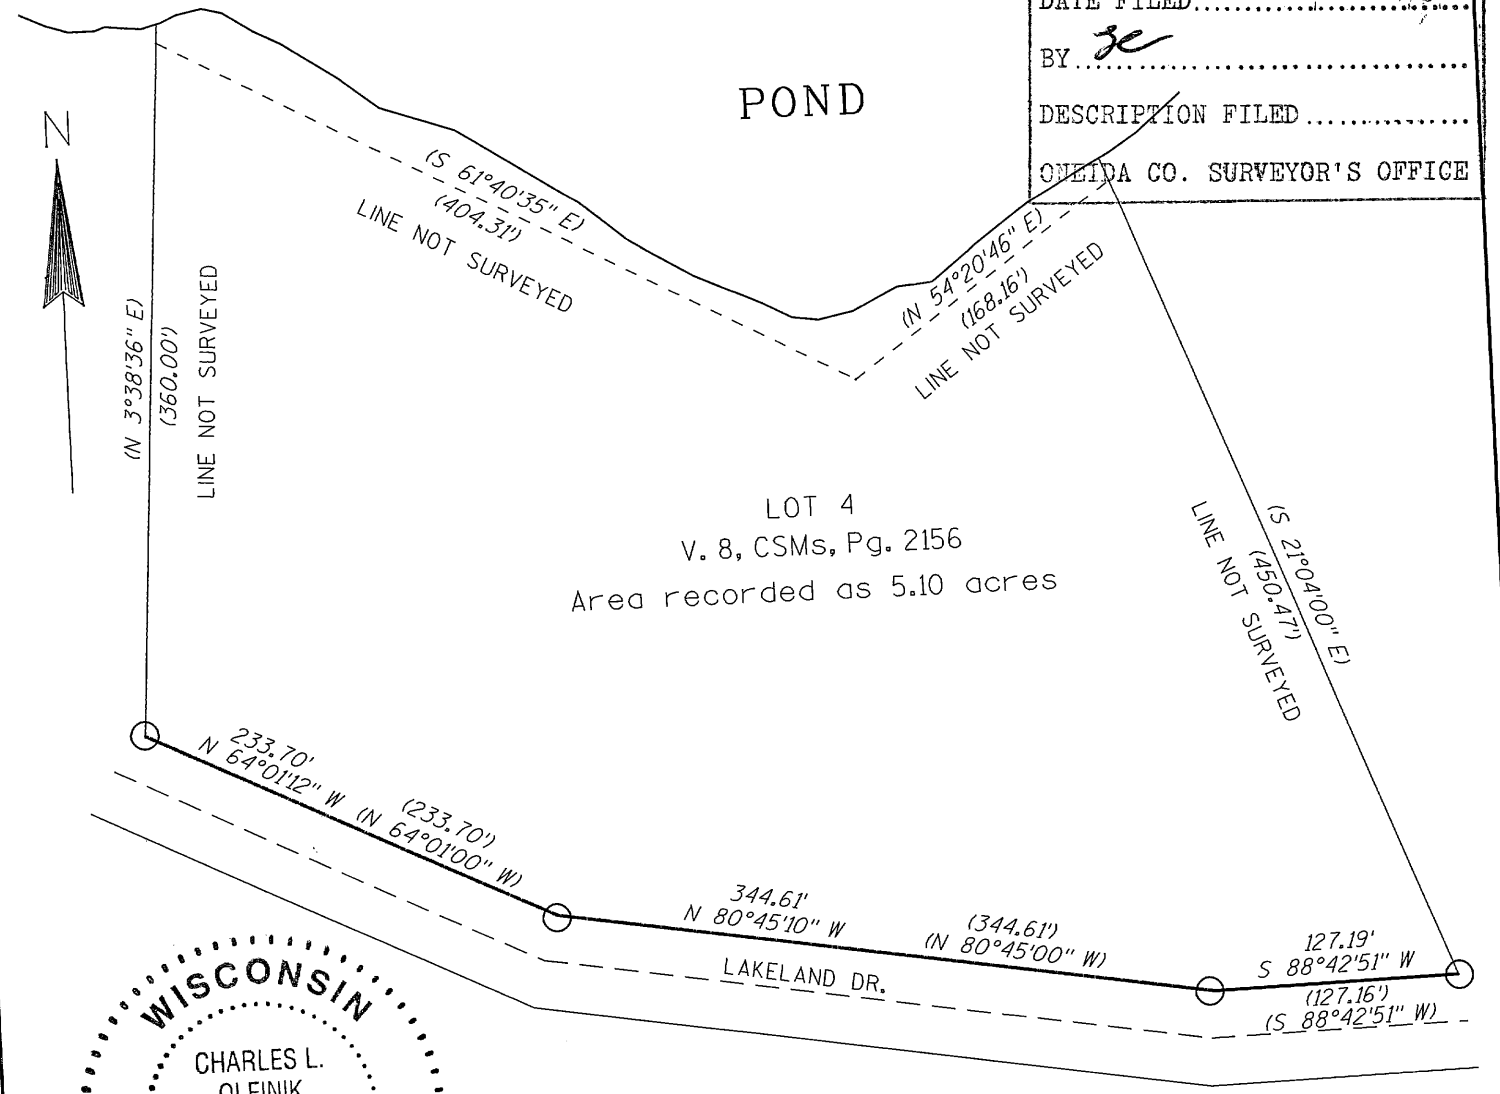 DATE FILED
BY
DESCRIPTION FILED
ONEIDA CO. SURVEYOR'S OFFICE
POND
N
(S 61°40'35" E)
(404.31')
LINE NOT SURVEYED
(N 54°20'46" E)
(168.16')
LINE NOT SURVEYED
(N 3°38'36" E)
(360.00')
LINE NOT SURVEYED
LOT 4
V. 8, CSMs, Pg. 2156
Area recorded as 5.10 acres
(S 21°04'00" E)
(450.47')
LINE NOT SURVEYED
233.70'
N 64°01'12" W
(233.70')
(N 64°01'00" W)
344.61'
N 80°45'10" W
(344.61')
(N 80°45'00" W)
127.19'
S 88°42'51" W
(127.16')
(S 88°42'51" W)
LAKELAND DR.
WISCONSIN
CHARLES L.
OLEINIK